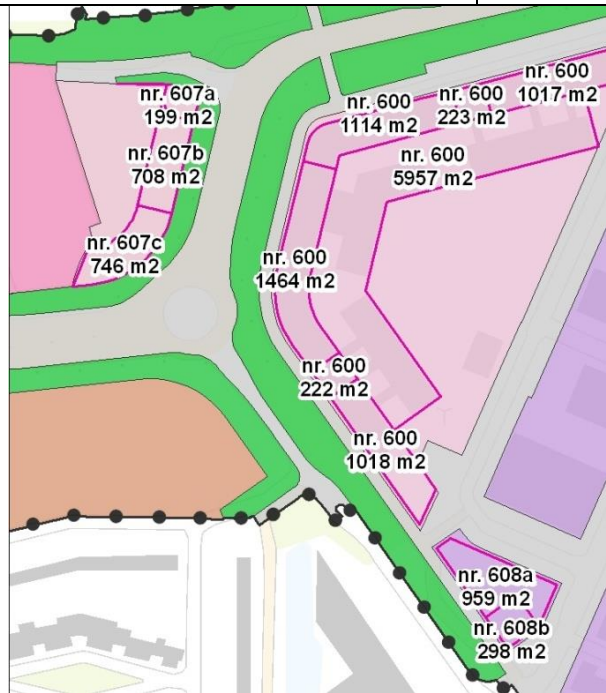 nr. 607a
199 m2
nr. 607b
708 m2
nr. 607c
746 m2
nr. 600
1114 m2
nr. 600
223 m2
nr. 600
1017 m2
nr. 600
5957 m2
nr. 600
1464 m2
nr. 600
222 m2
nr. 600
1018 m2
nr. 608a
959 m2
nr. 608b
298 m2